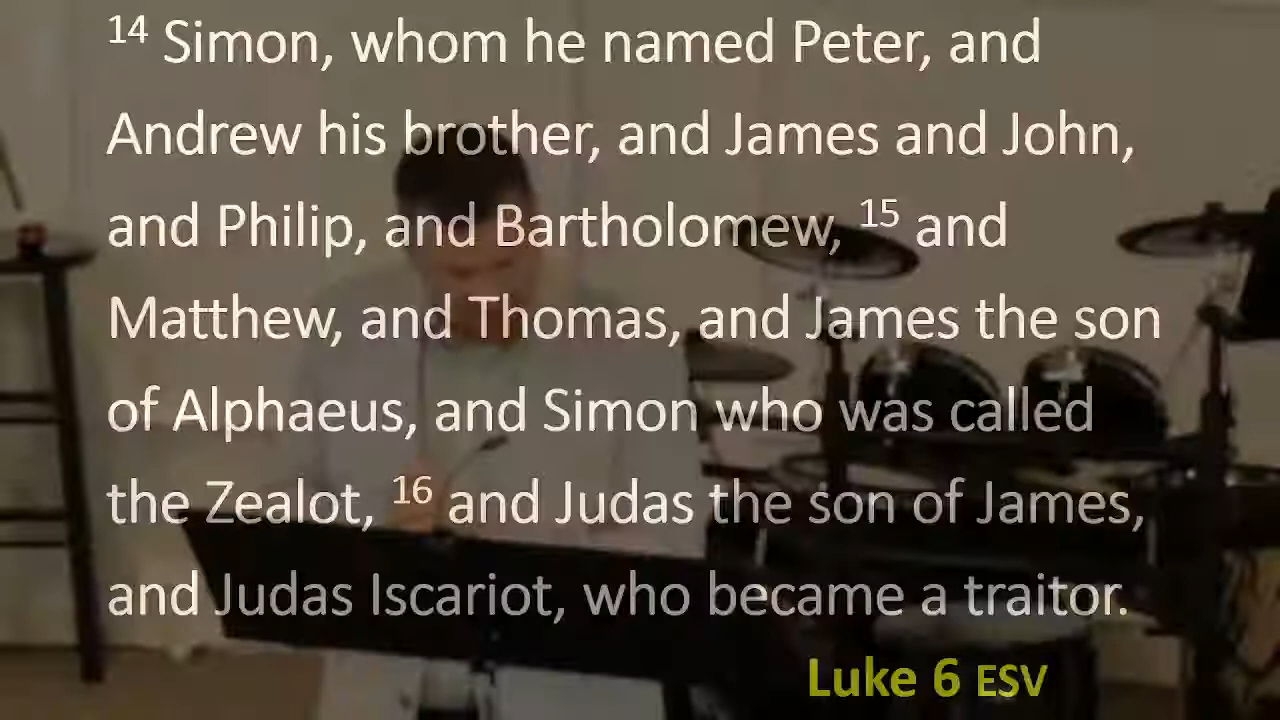 14 Simon, whom he named Peter, and
Andrew his brother, and James and John,
and Philip, and Bartholomew, 15 and
Matthew, and Thomas, and James the son
of Alphaeus, and Simon who was called
the Zealot, 16 and Judas the son of James,
and Judas Iscariot, who became a traitor.
Luke 6 ESV